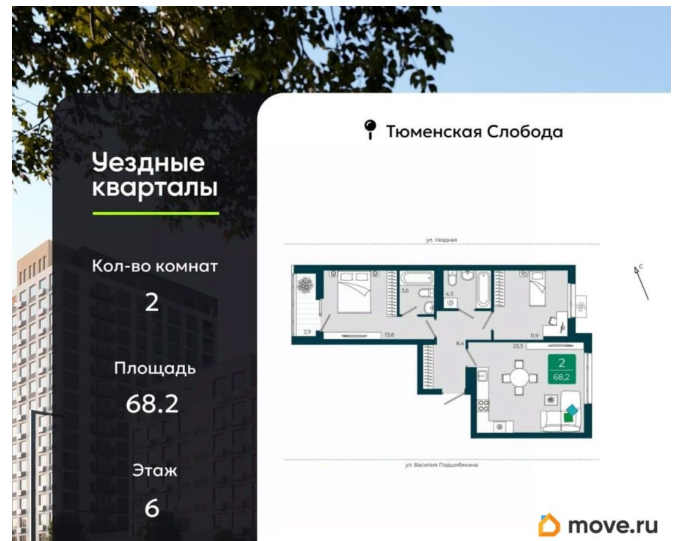 Уездные
кварталы
Кол-во комнат
2
Площадь
68.2
Этаж
6
Тюменская Слобода
ул. Уездная
С
3,6
4,3
2,9
13,8
11,9
8,4
23,3
2
68,2
ул. Василия Подшибякина
move.ru